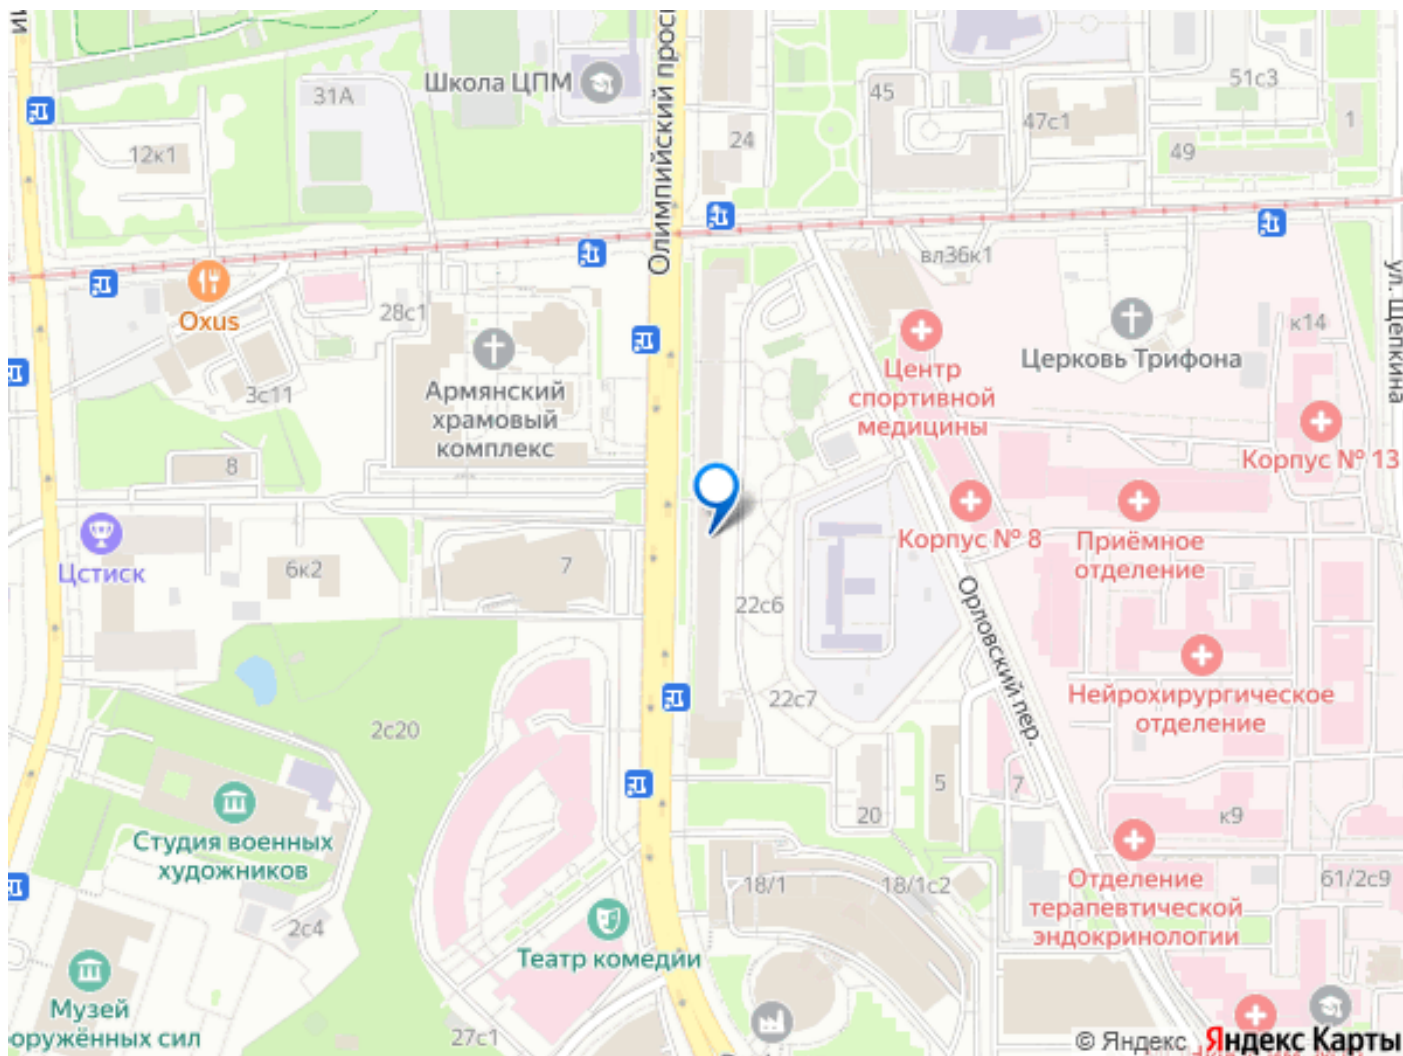 ии
Олимпийский прос
Школа ЦПМ
31А
12к1
24
45
51с3
47с1
1
49
вл36к1
ул. Щепкина
Oxus
28с1
3с11
Армянский
храмовый
комплекс
Центр
спортивной
медицины
Церковь Трифона
к14
Корпус № 13
8
Цстиск
6к2
7
Корпус № 8
Приёмное
отделение
22с6
Орловский пер.
22с7
Нейрохирургическое
отделение
2с20
5
7
20
к9
Студия военных
художников
18/1
18/1с2
Отделение
терапевтической
эндокринологии
61/2с9
2с4
Театр комедии
Музей
оружённых сил
27с1
© Яндекс Яндекс Карты